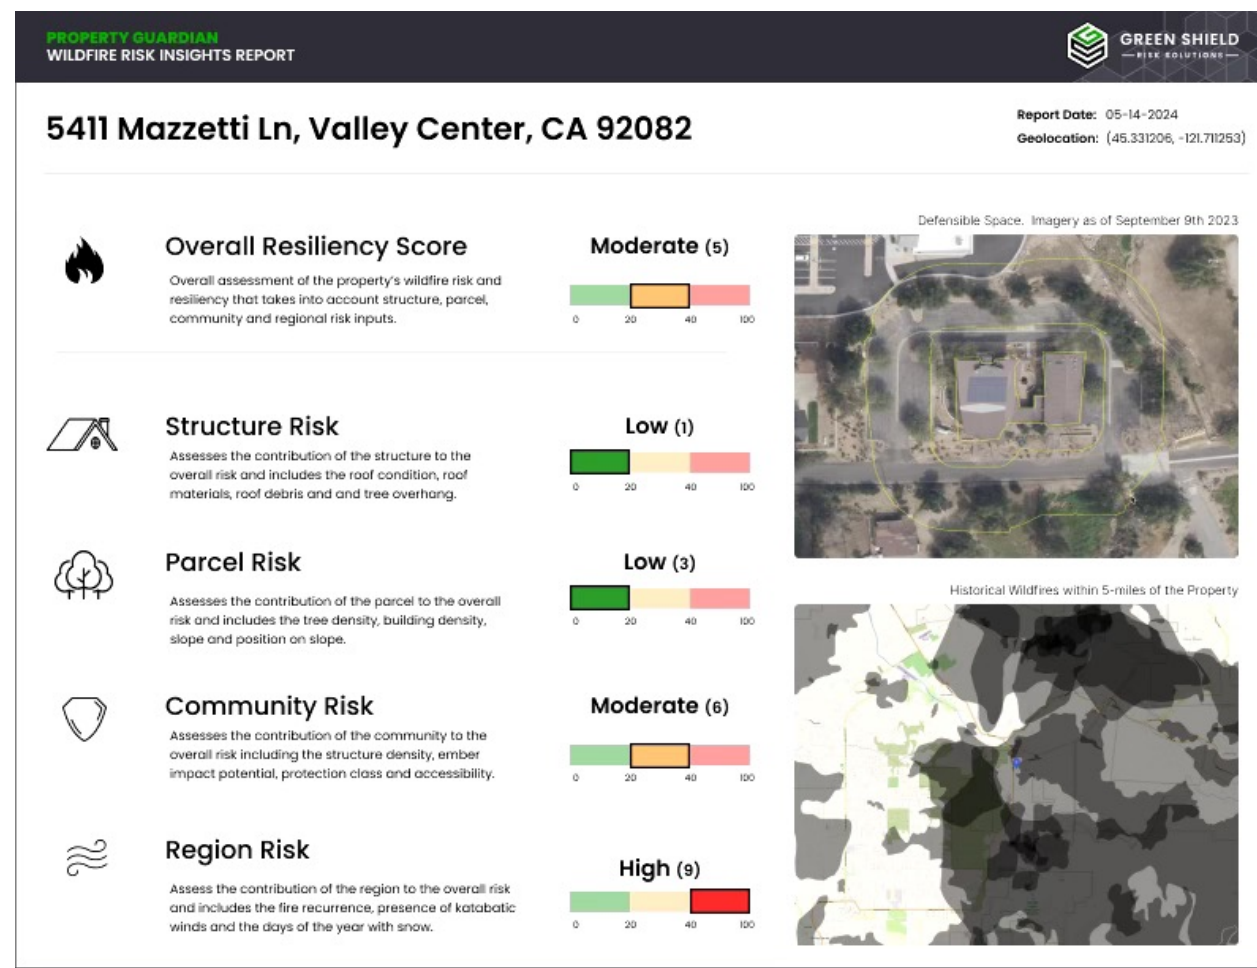 PROPERTY GUARDIAN
WILDFIRE RISK INSIGHTS REPORT
GREEN SHIELD
RISK SOLUTIONS
5411 Mazzetti Ln, Valley Center, CA 92082
Report Date: 05-14-2024
Geolocation: (45.331206, -121.711253)
Overall Resiliency Score
Overall assessment of the property's wildfire risk and
resiliency that takes into account structure, parcel,
community and regional risk inputs.
Moderate (5)
0 20 40 100
Structure Risk
Assesses the contribution of the structure to the
overall risk and includes the roof condition, roof
materials, roof debris and and tree overhang.
Low (1)
0 20 40 100
Parcel Risk
Assesses the contribution of the parcel to the overall
risk and includes the tree density, building density,
slope and position on slope.
Low (3)
0 20 40 100
Community Risk
Assesses the contribution of the community to the
overall risk including the structure density, ember
impact potential, protection class and accessibility.
Moderate (6)
0 20 40 100
Region Risk
Assess the contribution of the region to the overall risk
and includes the fire recurrence, presence of katabatic
winds and the days of the year with snow.
High (9)
0 20 40 100
Defensible Space. Imagery as of September 9th 2023
Historical Wildfires within 5-miles of the Property